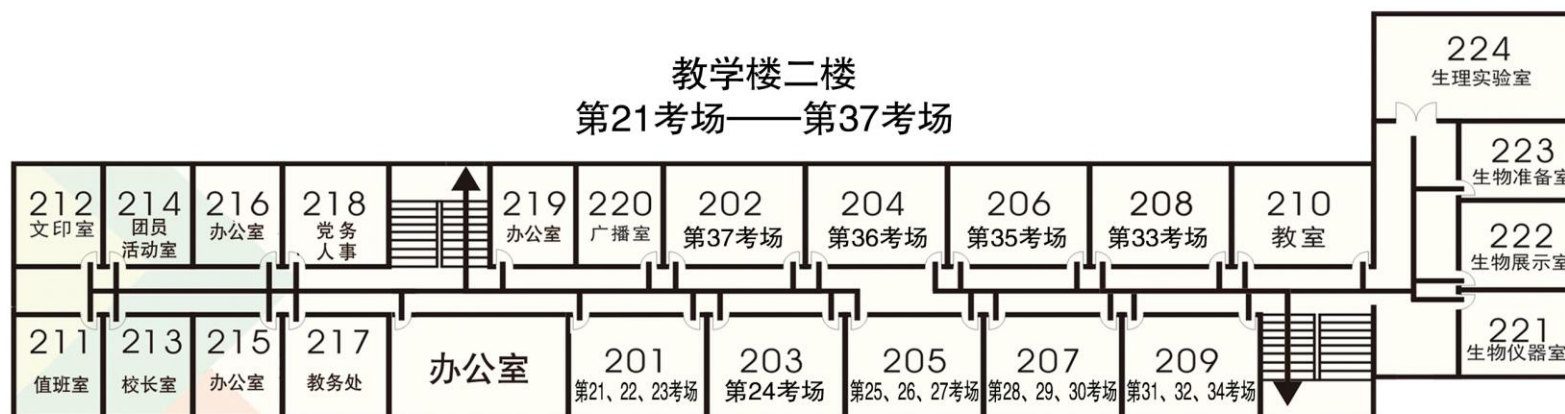 教学楼二楼
第21考场——第37考场
224
生理实验室
223
生物准备室
222
生物展示室
221
生物仪器室
212
文印室
214
团员
活动室
216
办公室
218
党务
人事
219
办公室
220
广播室
202
第37考场
204
第36考场
206
第35考场
208
第33考场
210
教室
211
值班室
213
校长室
215
办公室
217
教务处
办公室
201
第21、22、23考场
203
第24考场
205
第25、26、27考场
207
第28、29、30考场
209
第31、32、34考场